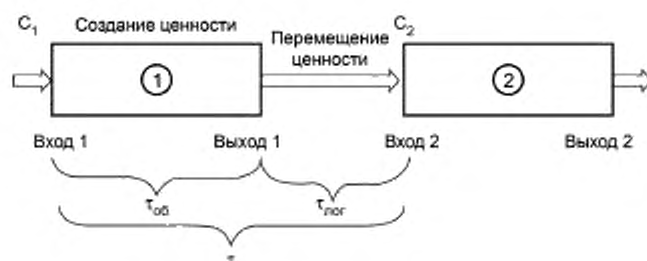 C₁ Создание ценности
Перемещение
ценности
C₂
1
2
Вход 1
Выход 1
Вход 2
Выход 2
τоб
τлог